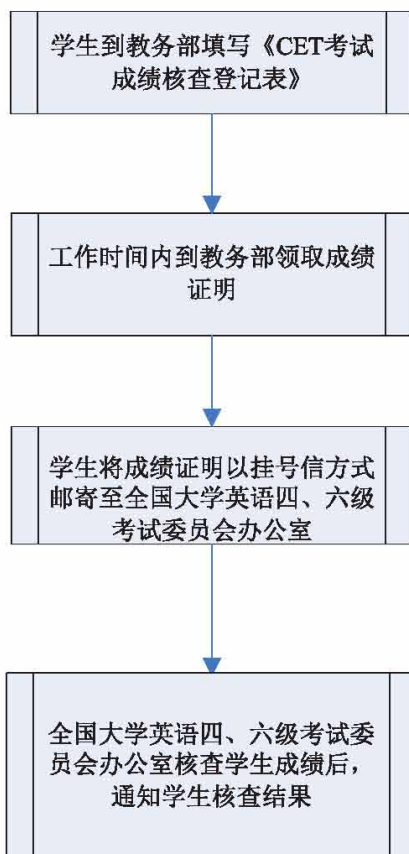 学生到教务部填写《CET考试
成绩核查登记表》
工作时间内到教务部领取成绩
证明
学生将成绩证明以挂号信方式
邮寄至全国大学英语四、六级
考试委员会办公室
全国大学英语四、六级考试委
员会办公室核查学生成绩后，
通知学生核查结果